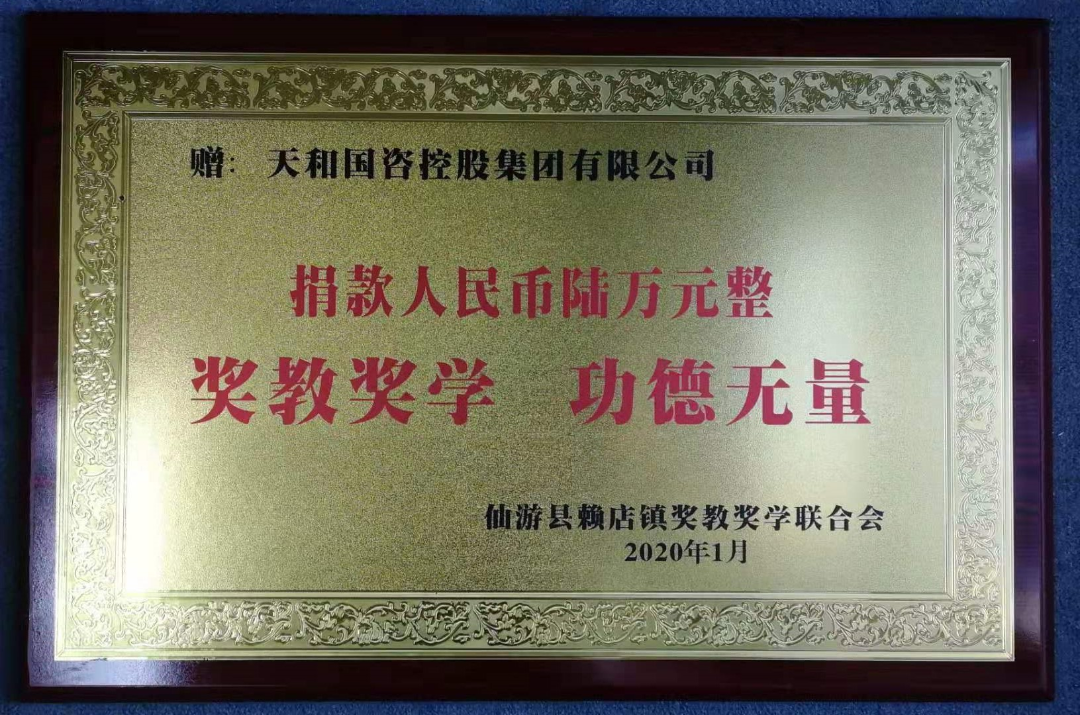 赠: 天和国咨控股集团有限公司
捐款人民币陆万元整
奖教奖学 功德无量
仙游县赖店镇奖教奖学联合会
2020年1月